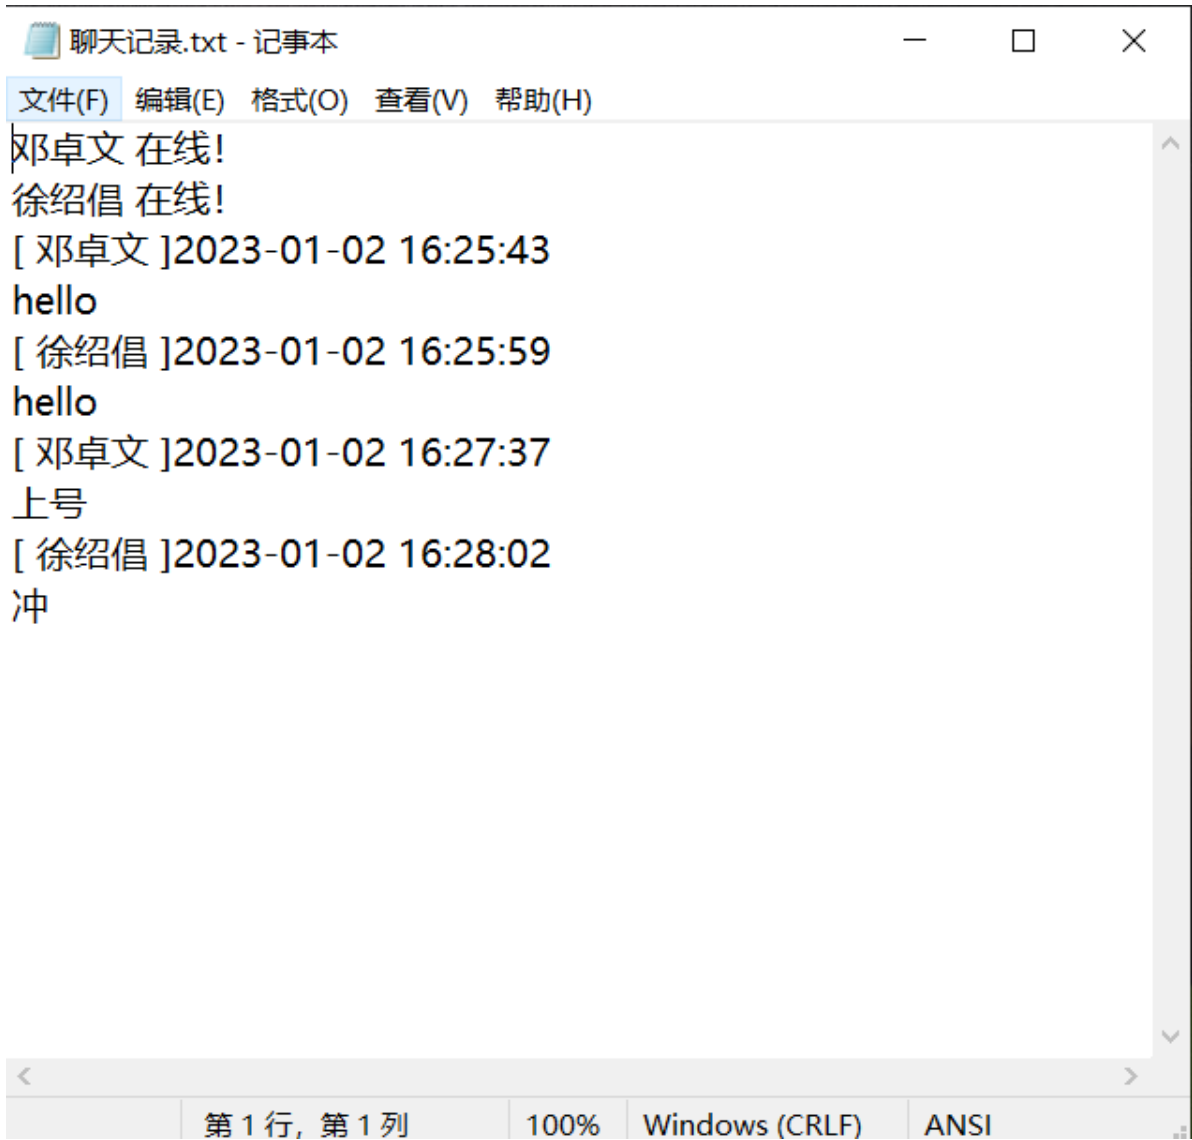 聊天记录.txt - 记事本
文件(F) 编辑(E) 格式(O) 查看(V) 帮助(H)
邓卓文 在线!
徐绍倡 在线!
[ 邓卓文 ]2023-01-02 16:25:43
hello
[ 徐绍倡 ]2023-01-02 16:25:59
hello
[ 邓卓文 ]2023-01-02 16:27:37
上号
[ 徐绍倡 ]2023-01-02 16:28:02
冲
第 1 行，第 1 列 100% Windows (CRLF) ANSI